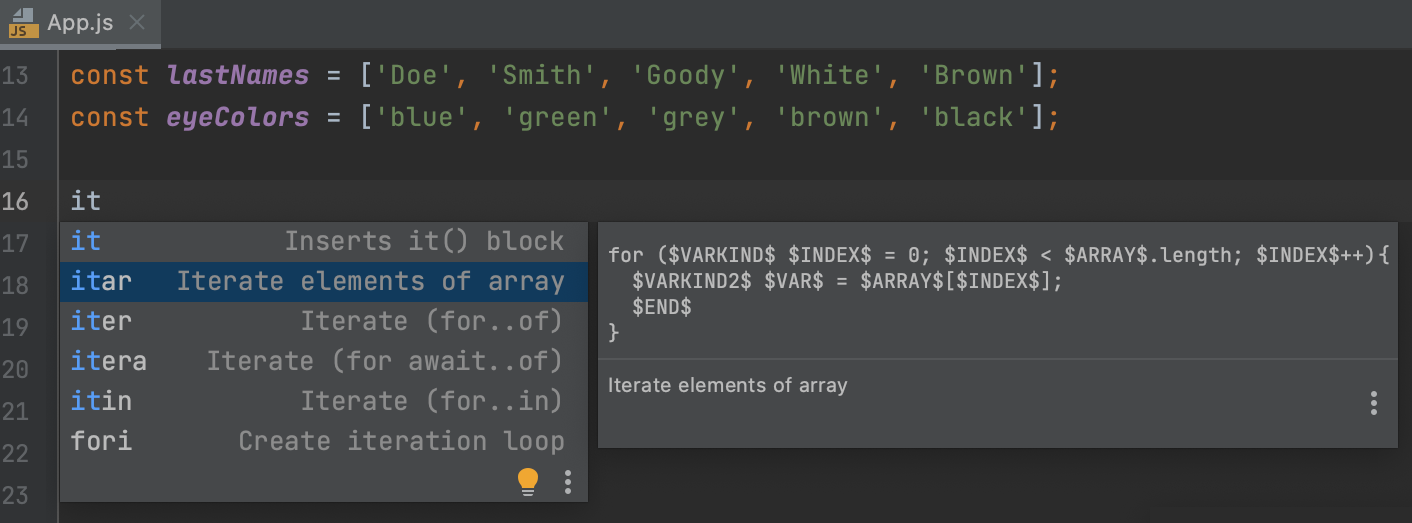 JS App.js
13 const lastNames = ['Doe', 'Smith', 'Goody', 'White', 'Brown'];
14 const eyeColors = ['blue', 'green', 'grey', 'brown', 'black'];
15
16 it
17
18
19
20
21
22
23
it Inserts it() block
itar Iterate elements of array
iter Iterate (for..of)
itera Iterate (for await..of)
itin Iterate (for..in)
fori Create iteration loop
for ($VARKIND$ $INDEX$ = 0; $INDEX$ < $ARRAY$.length; $INDEX$++){
  $VARKIND2$ $VAR$ = $ARRAY$[$INDEX$];
  $END$
}
Iterate elements of array